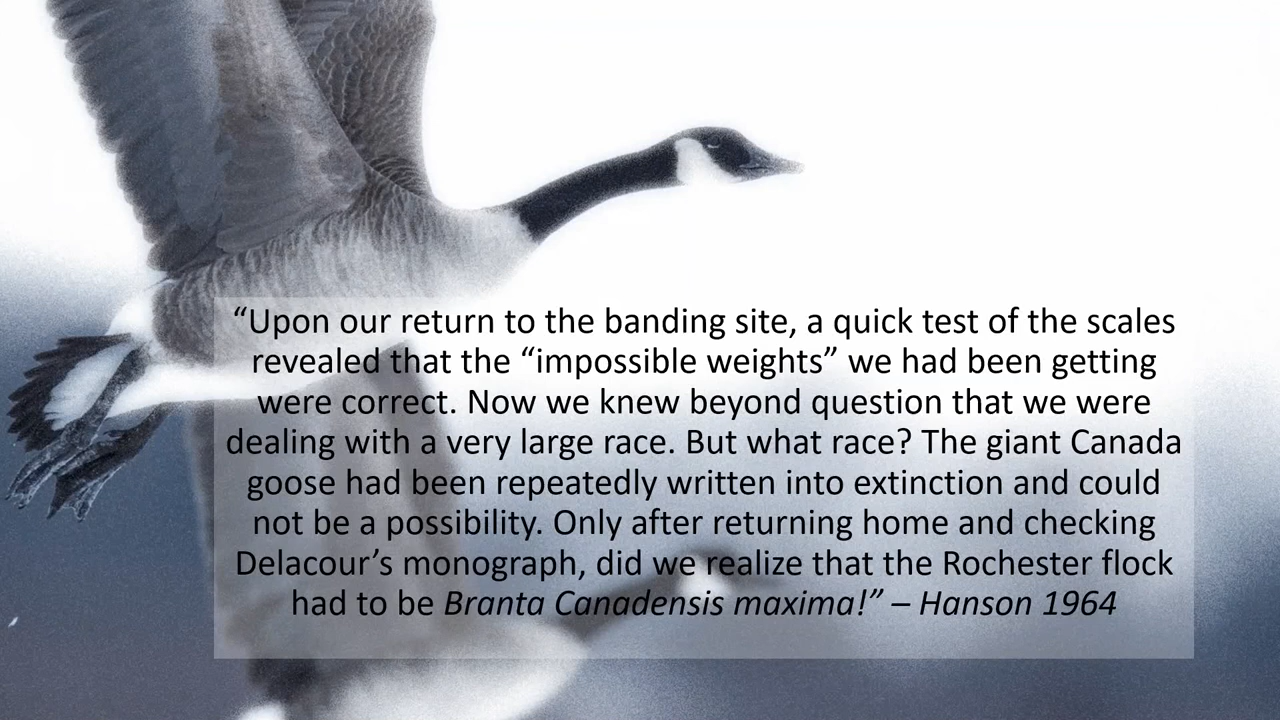 “Upon our return to the banding site, a quick test of the scales
revealed that the “impossible weights” we had been getting
were correct. Now we knew beyond question that we were
dealing with a very large race. But what race? The giant Canada
goose had been repeatedly written into extinction and could
not be a possibility. Only after returning home and checking
Delacour’s monograph, did we realize that the Rochester flock
had to be Branta Canadensis maxima!” – Hanson 1964